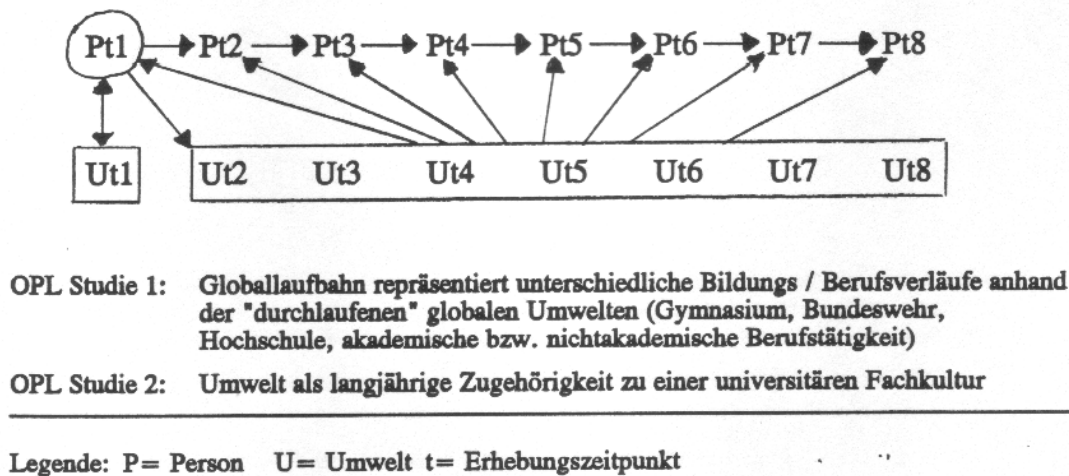 Pt1 Pt2 Pt3 Pt4 Pt5 Pt6 Pt7 Pt8
Ut1 Ut2 Ut3 Ut4 Ut5 Ut6 Ut7 Ut8
OPL Studie 1: Globallaufbahn repräsentiert unterschiedliche Bildungs / Berufsverläufe anhand
der "durchlaufenen" globalen Umwelten (Gymnasium, Bundeswehr,
Hochschule, akademische bzw. nichtakademische Berufstätigkeit)
OPL Studie 2: Umwelt als langjährige Zugehörigkeit zu einer universitären Fachkultur
Legende: P= Person U= Umwelt t= Erhebungszeitpunkt